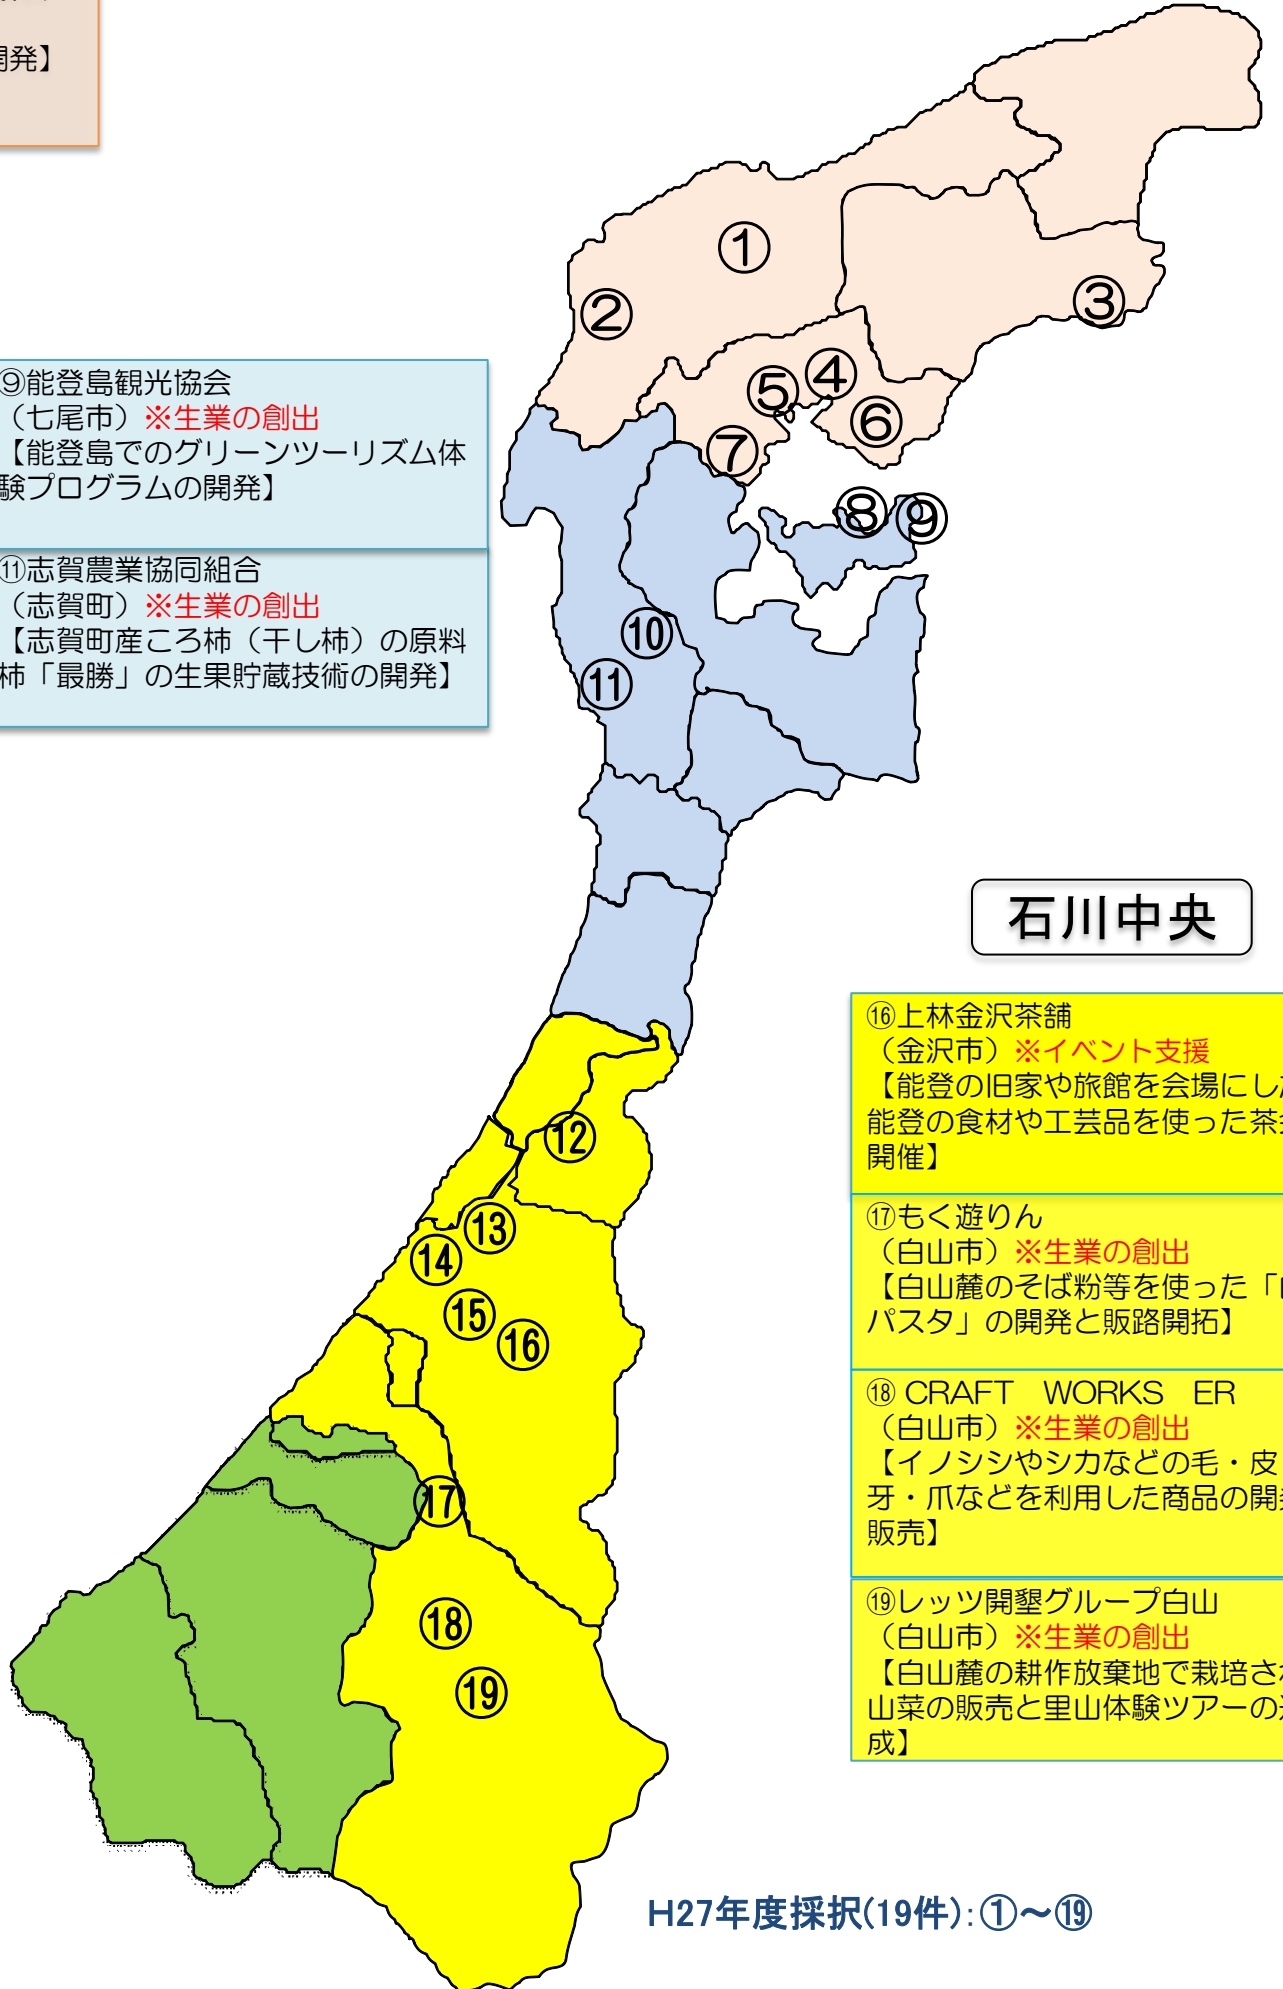 開発】
①
②
③
④
⑤
⑥
⑦
⑧
⑨
⑨能登島観光協会
（七尾市）※生業の創出
【能登島でのグリーンツーリズム体
験プログラムの開発】
⑪志賀農業協同組合
（志賀町）※生業の創出
【志賀町産ころ柿（干し柿）の原料
柿「最勝」の生果貯蔵技術の開発】
⑩
⑪
石川中央
⑯上林金沢茶舗
（金沢市）※イベント支援
【能登の旧家や旅館を会場にした
能登の食材や工芸品を使った茶会
開催】
⑰もく遊りん
（白山市）※生業の創出
【白山麓のそば粉等を使った「
パスタ」の開発と販路開拓】
⑱CRAFT　WORKS　ER
（白山市）※生業の創出
【イノシシやシカなどの毛・皮
牙・爪などを利用した商品の開発
販売】
⑲レッツ開墾グループ白山
（白山市）※生業の創出
【白山麓の耕作放棄地で栽培され
山菜の販売と里山体験ツアーの
成】
⑫
⑬
⑭
⑮
⑯
⑰
⑱
⑲
H27年度採択(19件)：①～⑲